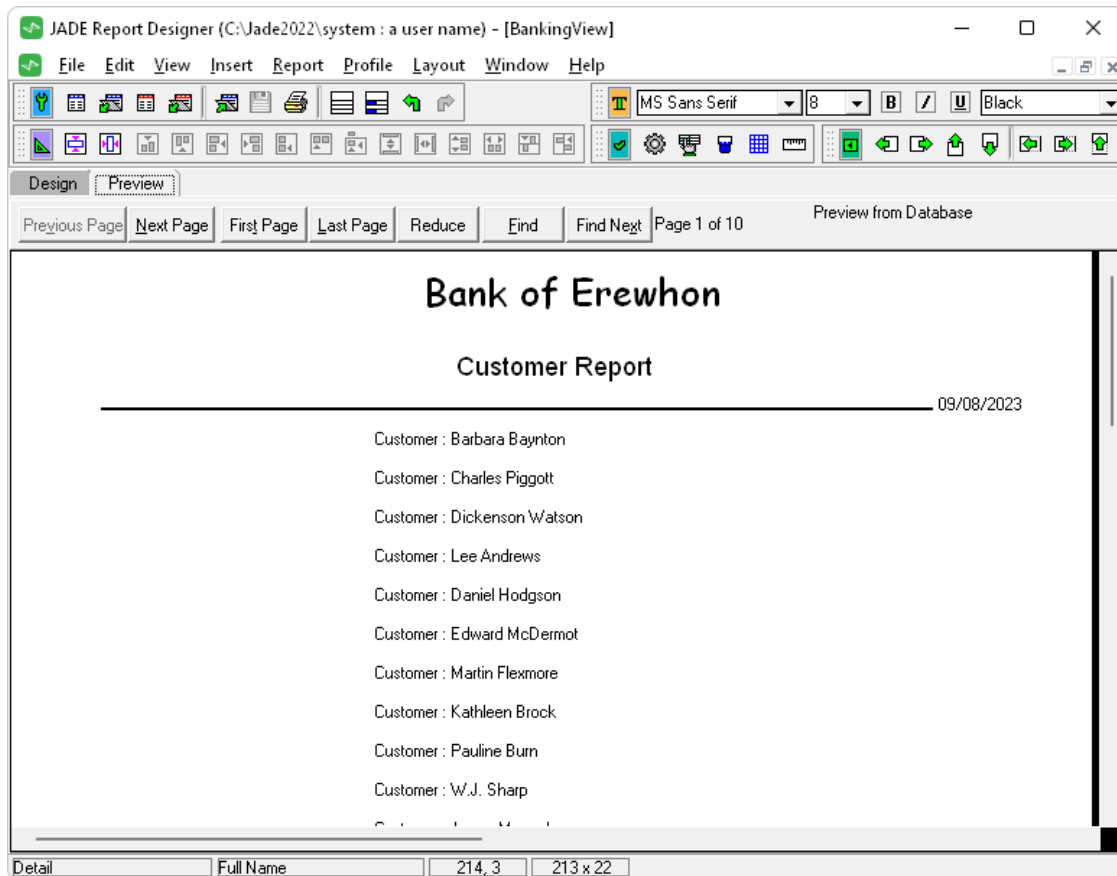 JADE Report Designer (C:\Jade2022\system : a user name) - [BankingView]
File Edit View Insert Report Profile Layout Window Help
MS Sans Serif 8 B I U Black
Design Preview
Previous Page Next Page First Page Last Page Reduce Find Find Next Page 1 of 10 Preview from Database
Bank of Erewhon
Customer Report
09/08/2023
Customer : Barbara Baynton
Customer : Charles Piggott
Customer : Dickenson Watson
Customer : Lee Andrews
Customer : Daniel Hodgson
Customer : Edward McDermot
Customer : Martin Flexmore
Customer : Kathleen Brock
Customer : Pauline Burn
Customer : W.J. Sharp
Detail Full Name 214, 3 213 x 22